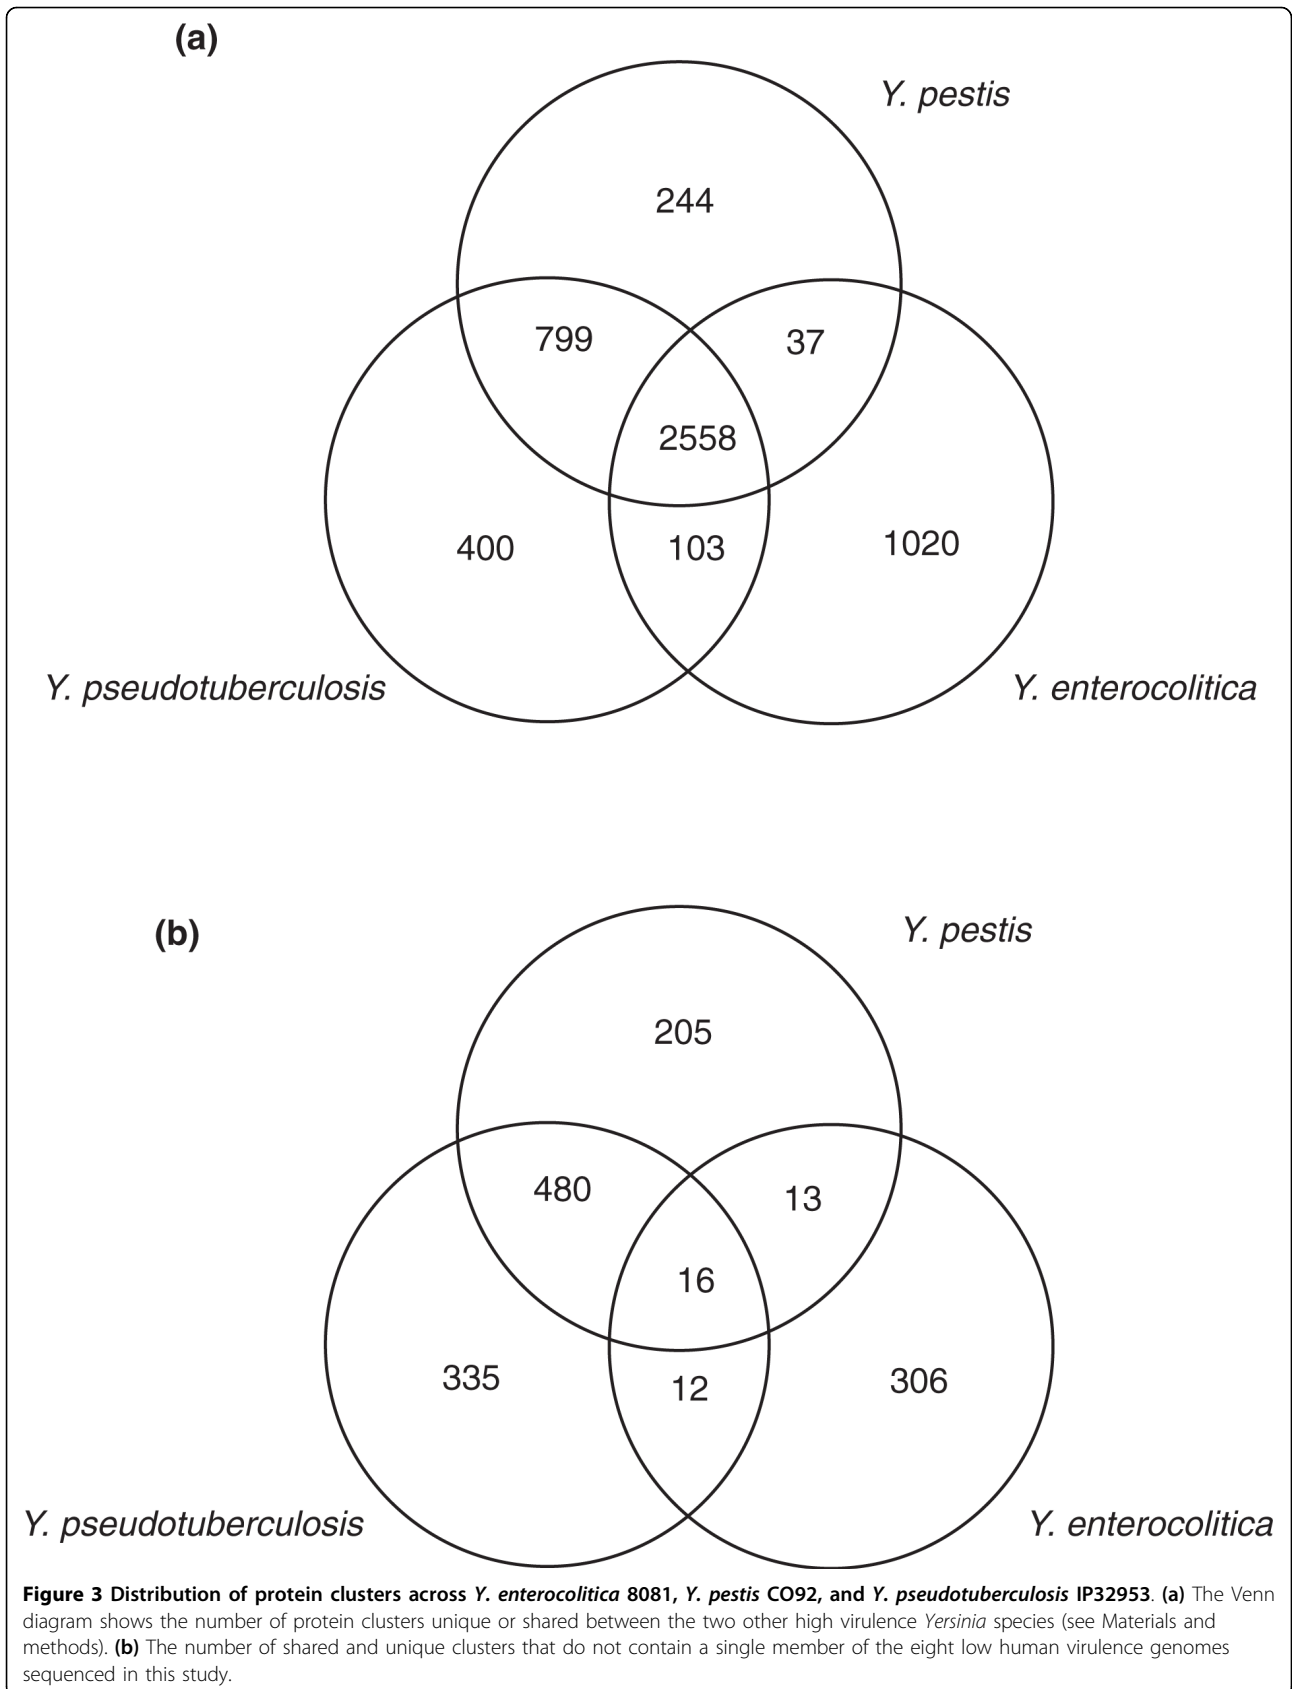 (a)
Y. pestis
244
799
37
2558
400
103
1020
Y. pseudotuberculosis
Y. enterocolitica
(b)
Y. pestis
205
480
13
16
335
12
306
Y. pseudotuberculosis
Y. enterocolitica
Figure 3 Distribution of protein clusters across Y. enterocolitica 8081, Y. pestis CO92, and Y. pseudotuberculosis IP32953. (a) The Venn
diagram shows the number of protein clusters unique or shared between the two other high virulence Yersinia species (see Materials and
methods). (b) The number of shared and unique clusters that do not contain a single member of the eight low human virulence genomes
sequenced in this study.